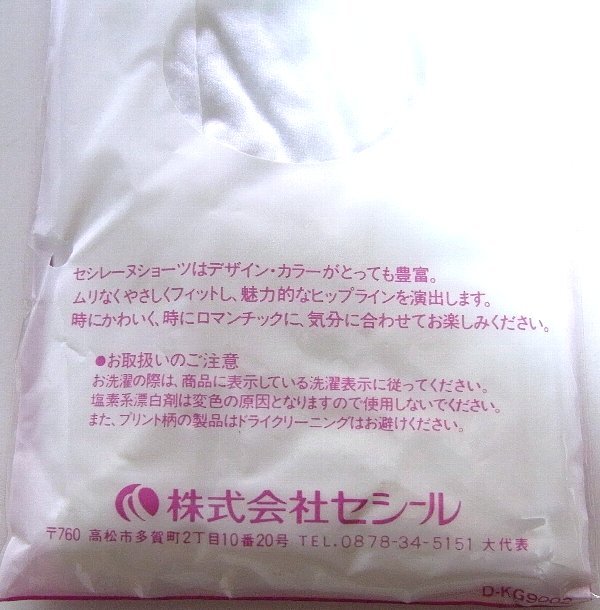 セシレーヌショーツはデザイン・カラーがとっても豊富。
ムリなくやさしくフィットし、魅力的なヒップラインを演出します。
時にかわいく、時にロマンチックに、気分に合わせてお楽しみください。
●お取扱いのご注意
お洗濯の際は、商品に表示している洗濯表示に従ってください。
塩素系漂白剤は変色の原因となりますので使用しないでください。
また、プリント柄の製品はドライクリーニングはお避けください。
株式会社セシール
〒760 高松市多賀町2丁目10番20号 TEL.0878-34-5151 大代表